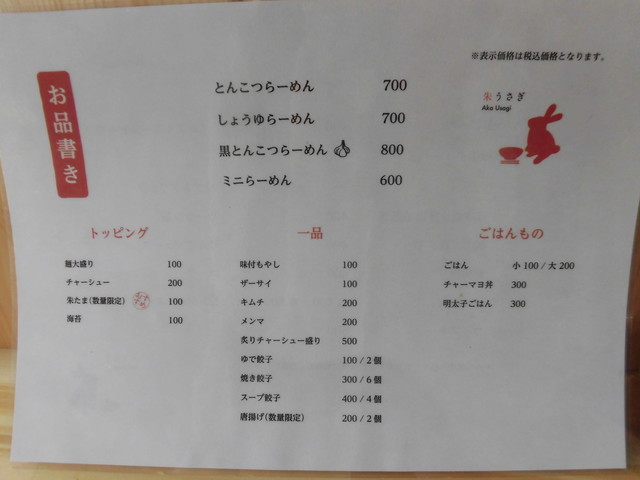 ※表示価格は税込価格となります。
お品書き
朱うさぎ
Aka Usagi
とんこつらーめん 700
しょうゆらーめん 700
黒とんこつらーめん 800
ミニらーめん 600
トッピング
麺大盛り 100
チャーシュー 200
朱たま(数量限定) 100
海苔 100
一品
味付もやし 100
ザーサイ 100
キムチ 200
メンマ 200
炙りチャーシュー盛り 500
ゆで餃子 100 / 2個
焼き餃子 300 / 6個
スープ餃子 400 / 4個
唐揚げ(数量限定) 200 / 2個
ごはんもの
ごはん 小 100 / 大 200
チャーマヨ丼 300
明太子ごはん 300